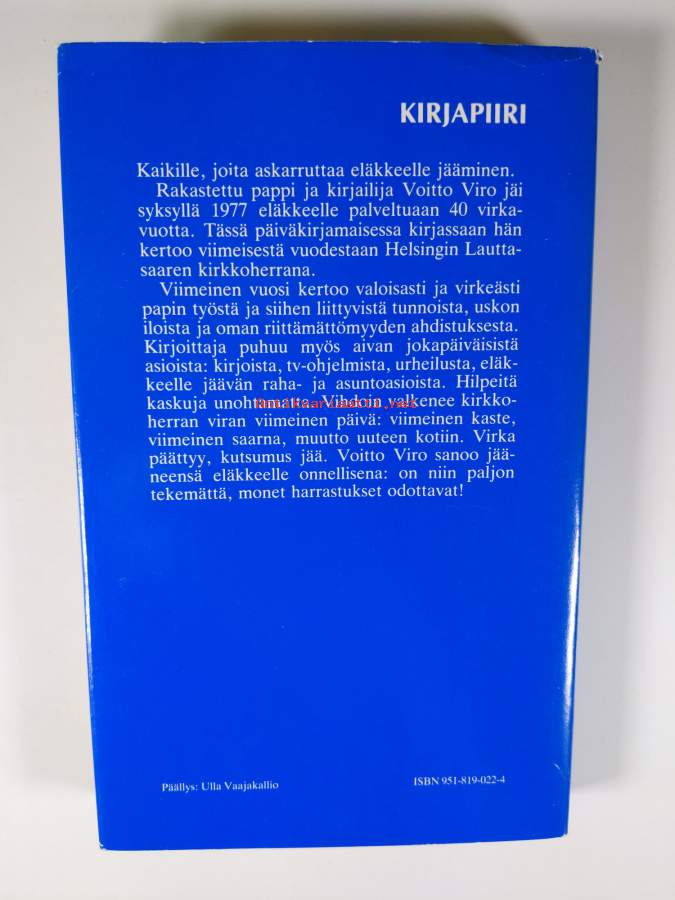 KIRJAPIIRI
Kaikille, joita askarruttaa eläkkeelle jääminen.
Rakastettu pappi ja kirjailija Voitto Viro jäi
syksyllä 1977 eläkkeelle palveltuaan 40 virka-
vuotta. Tässä päiväkirjamaisessa kirjassaan hän
kertoo viimeisestä vuodestaan Helsingin Lautta-
saaren kirkkoherrana.
Viimeinen vuosi kertoo valoisasti ja virkeästi
papin työstä ja siihen liittyvistä tunnoista, uskon
iloista ja oman riittämättömyyden ahdistuksesta.
Kirjoittaja puhuu myös aivan jokapäiväisistä
asioista: kirjoista, tv-ohjelmista, urheilusta, eläk-
keelle jäävän raha- ja asuntoasioista. Hilpeitä
kaskuja unohtamatta. Vihdoin valkenee kirkko-
herran viran viimeinen päivä: viimeinen kaste,
viimeinen saarna, muutto uuteen kotiin. Virka
päättyy, kutsumus jää. Voitto Viro sanoo jää-
neensä eläkkeelle onnellisena: on niin paljon
tekemättä, monet harrastukset odottavat!
Päällys: Ulla Vaajakallio
ISBN 951-819-022-4